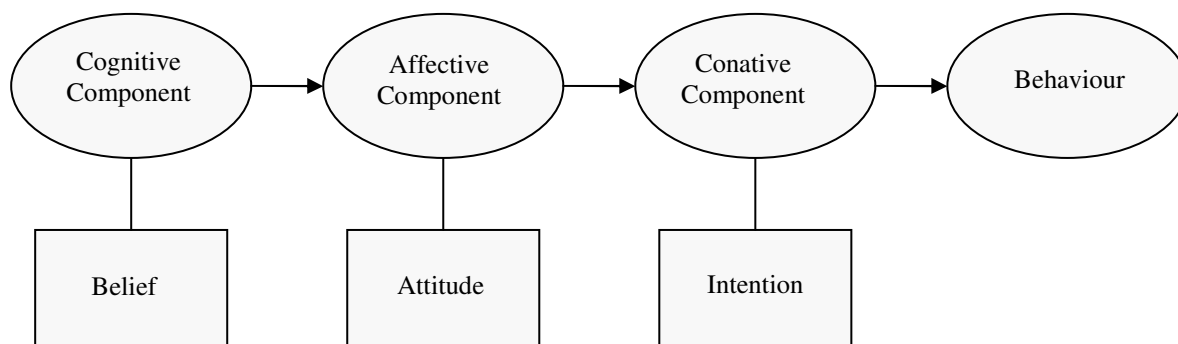 Cognitive
Component
Affective
Component
Conative
Component
Behaviour
Belief
Attitude
Intention